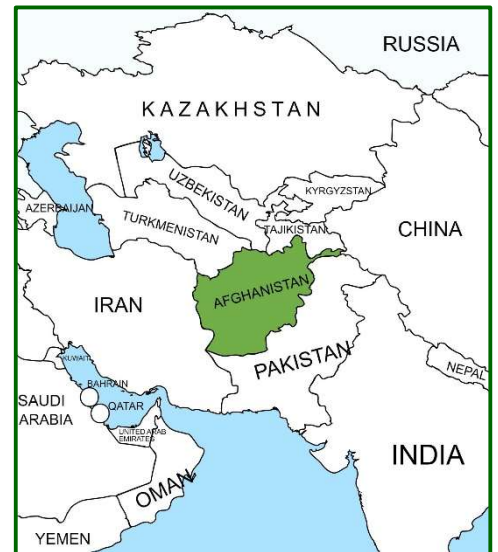 RUSSIA
KAZAKHSTAN
UZBEKISTAN
KYRGYZSTAN
AZERBAIJAN
TURKMENISTAN
TAJIKISTAN
CHINA
AFGHANISTAN
IRAN
PAKISTAN
KUWAIT
NEPAL
BAHRAIN
SAUDI
ARABIA
QATAR
UNITED ARAB
EMIRATES
INDIA
OMAN
YEMEN